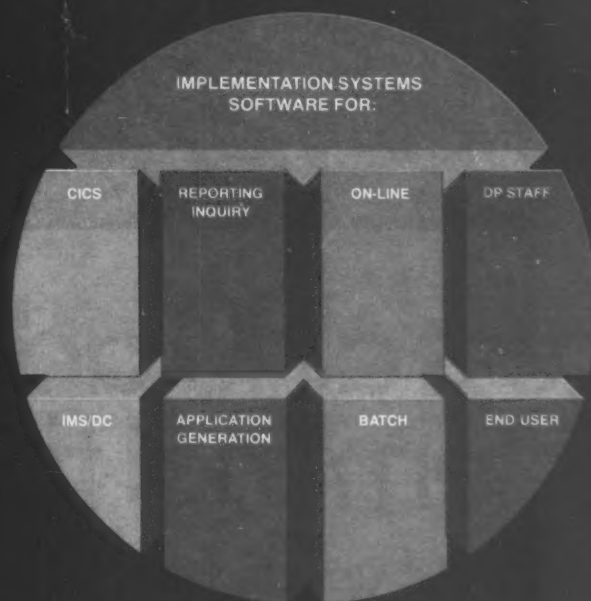 IMPLEMENTATION SYSTEMS
SOFTWARE FOR:
CICS
REPORTING
INQUIRY
ON-LINE
DP STAFF
IMS/DC
APPLICATION
GENERATION
BATCH
END USER